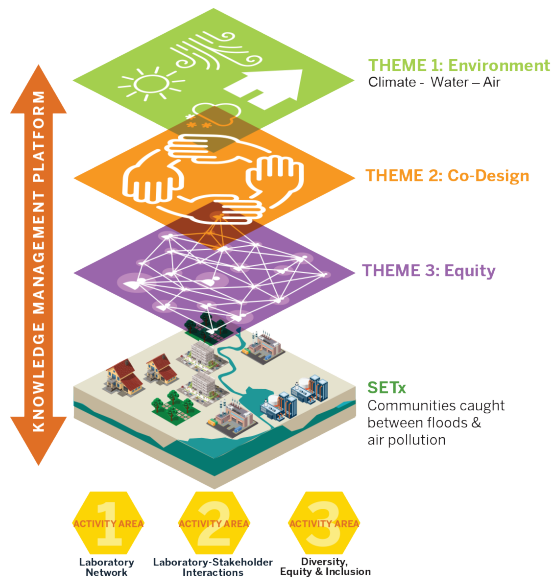 KNOWLEDGE MANAGEMENT PLATFORM
THEME 1: Environment
Climate - Water – Air
THEME 2: Co-Design
THEME 3: Equity
SETx
Communities caught
between floods &
air pollution
1
ACTIVITY AREA
Laboratory
Network
2
ACTIVITY AREA
Laboratory-Stakeholder
Interactions
3
ACTIVITY AREA
Diversity,
Equity & Inclusion